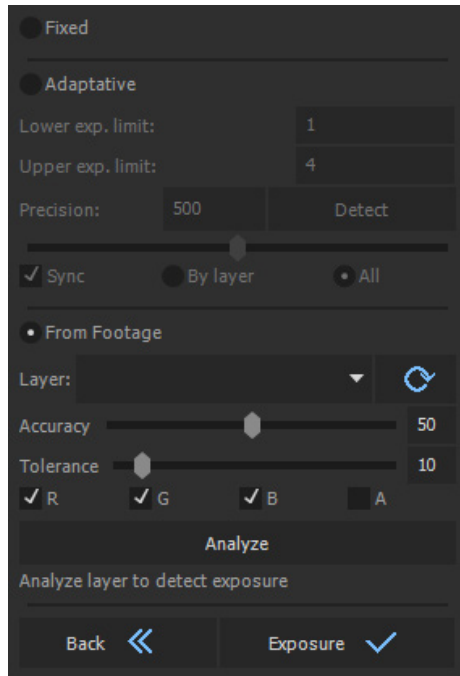 Fixed
Adaptative
Lower exp. limit: 1
Upper exp. limit: 4
Precision: 500 Detect
Sync By layer All
From Footage
Layer:
Accuracy 50
Tolerance 10
R G B A
Analyze
Analyze layer to detect exposure
Back Exposure